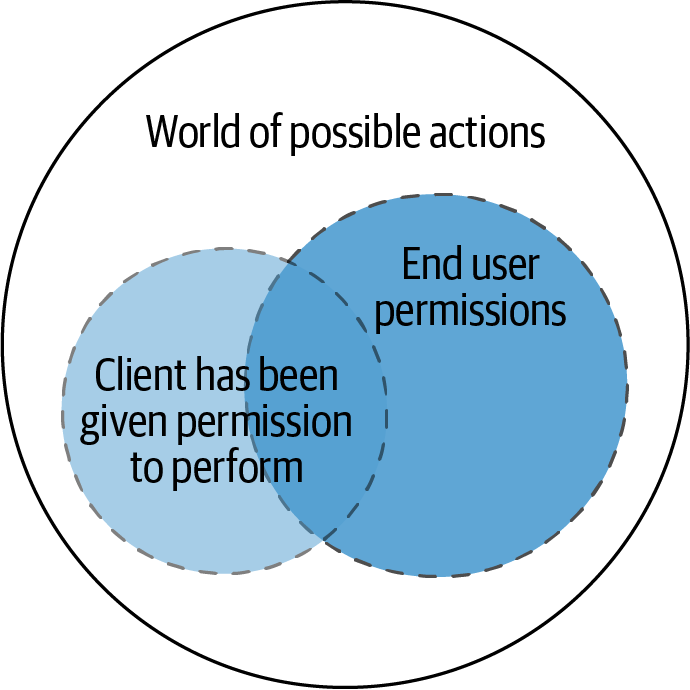 World of possible actions
End user
permissions
Client has been
given permission
to perform